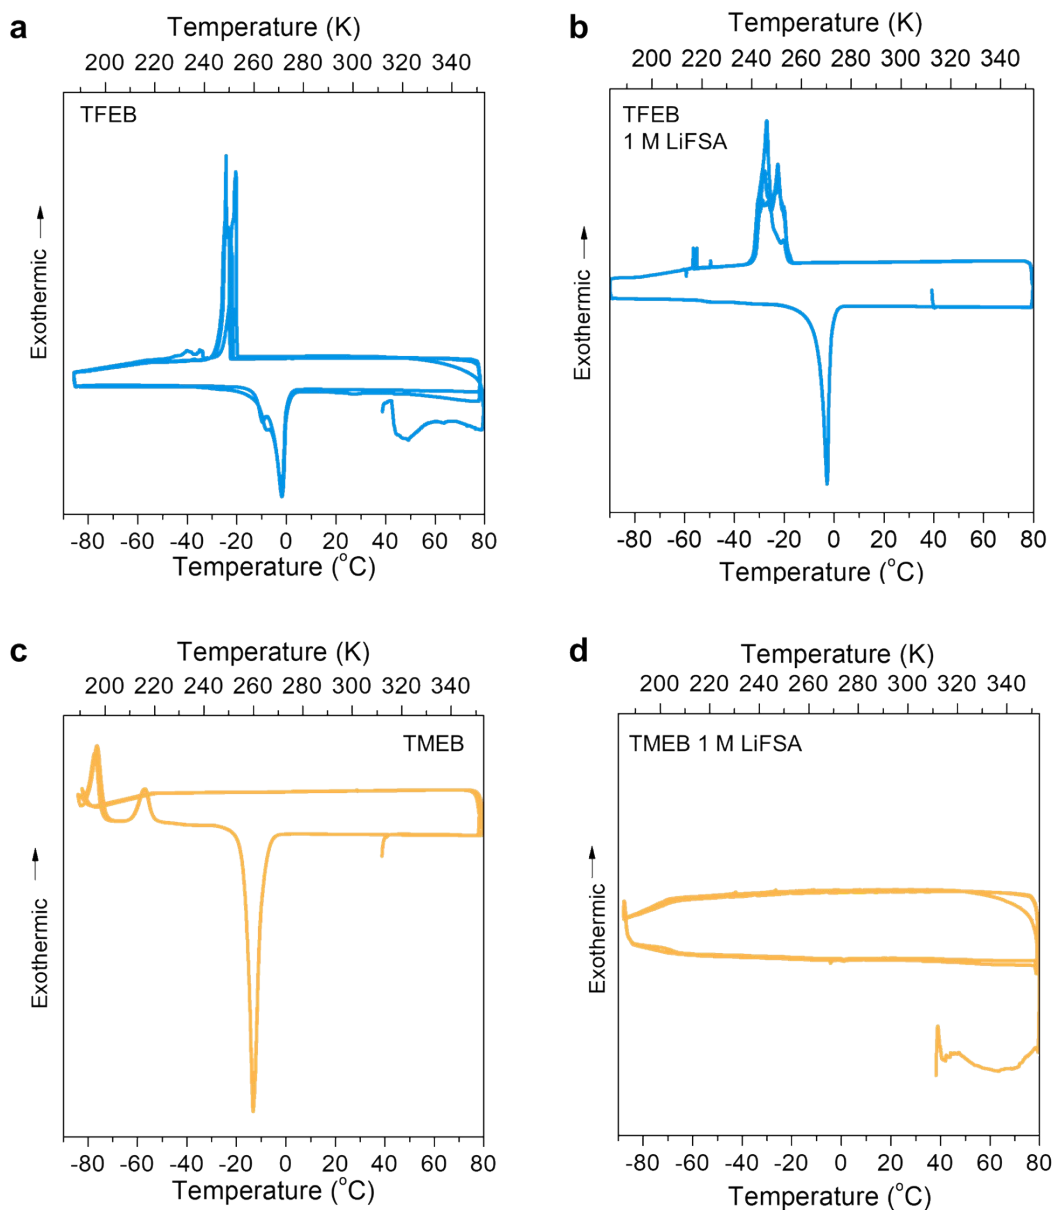 a
Temperature (K)
200 220 240 260 280 300 320 340
TFEB
Exothermic →
-80 -60 -40 -20 0 20 40 60 80
Temperature (°C)
b
Temperature (K)
200 220 240 260 280 300 320 340
TFEB
1 M LiFSA
Exothermic →
-80 -60 -40 -20 0 20 40 60 80
Temperature (°C)
c
Temperature (K)
200 220 240 260 280 300 320 340
TMEB
Exothermic →
-80 -60 -40 -20 0 20 40 60 80
Temperature (°C)
d
Temperature (K)
200 220 240 260 280 300 320 340
TMEB 1 M LiFSA
Exothermic →
-80 -60 -40 -20 0 20 40 60 80
Temperature (°C)